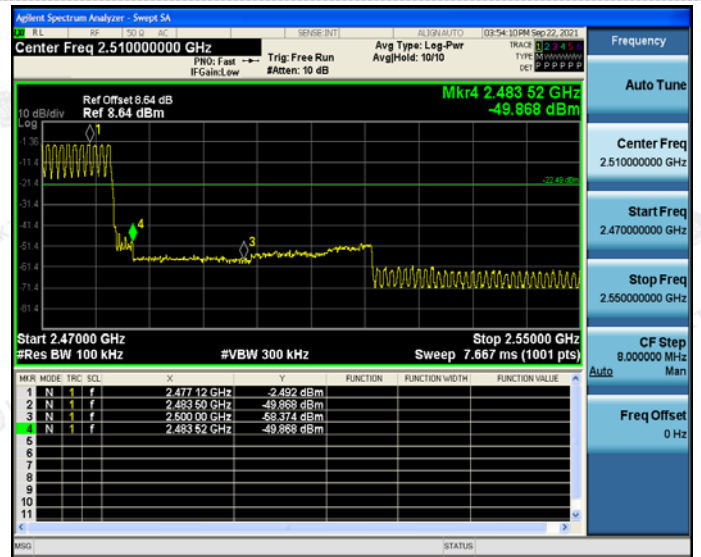 Agilent Spectrum Analyzer - Swept SA
RL RF 50 Ω AC SENSE:INT ALIGNAUTO 03:54:10 PM Sep 22, 2021
Center Freq 2.510000000 GHz
PNO: Fast
IFGain:Low
Trig: Free Run
#Atten: 10 dB
Avg Type: Log-Pwr
Avg|Hold: 10/10
TRACE 1 2 3 4 5 6
TYPE MWWWWW
DET P P P P P P
Ref Offset 8.64 dB
10 dB/div Ref 8.64 dBm
Log
Mkr4 2.483 52 GHz
-49.868 dBm
1
-1.36
-11.4
-21.4
-22.49 dBm
-31.4
-41.4
4
3
-51.4
-61.4
-71.4
-81.4
Start 2.47000 GHz Stop 2.55000 GHz
#Res BW 100 kHz #VBW 300 kHz Sweep 7.667 ms (1001 pts)
MKR MODE TRC SCL X Y FUNCTION FUNCTION WIDTH FUNCTION VALUE
1 N 1 f 2.477 12 GHz -2.492 dBm
2 N 1 f 2.483 50 GHz -49.868 dBm
3 N 1 f 2.500 00 GHz -58.374 dBm
4 N 1 f 2.483 52 GHz -49.868 dBm
5
6
7
8
9
10
11
MSG STATUS
Frequency
Auto Tune
Center Freq
2.510000000 GHz
Start Freq
2.470000000 GHz
Stop Freq
2.550000000 GHz
CF Step
8.000000 MHz
Auto Man
Freq Offset
0 Hz